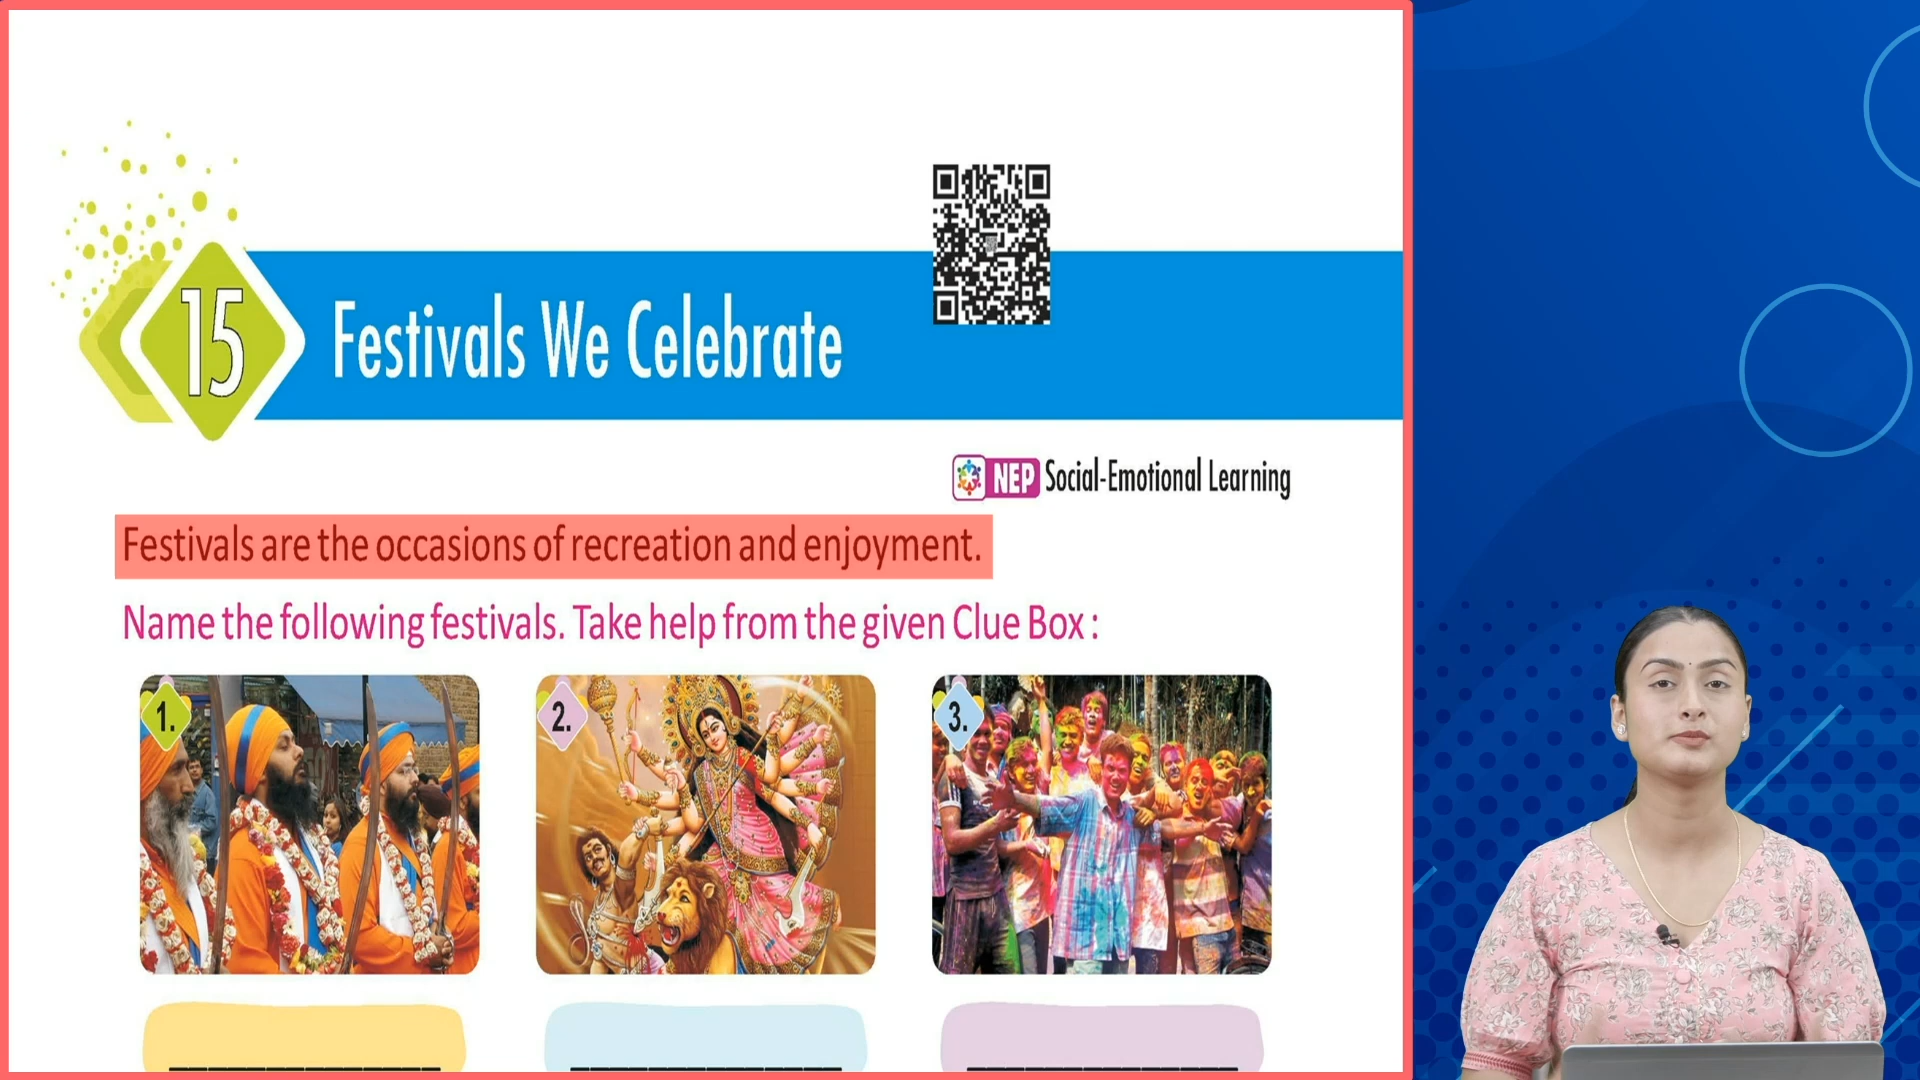 15
Festivals We Celebrate
NEP Social-Emotional Learning
Festivals are the occasions of recreation and enjoyment.
Name the following festivals. Take help from the given Clue Box :
1.
2.
3.